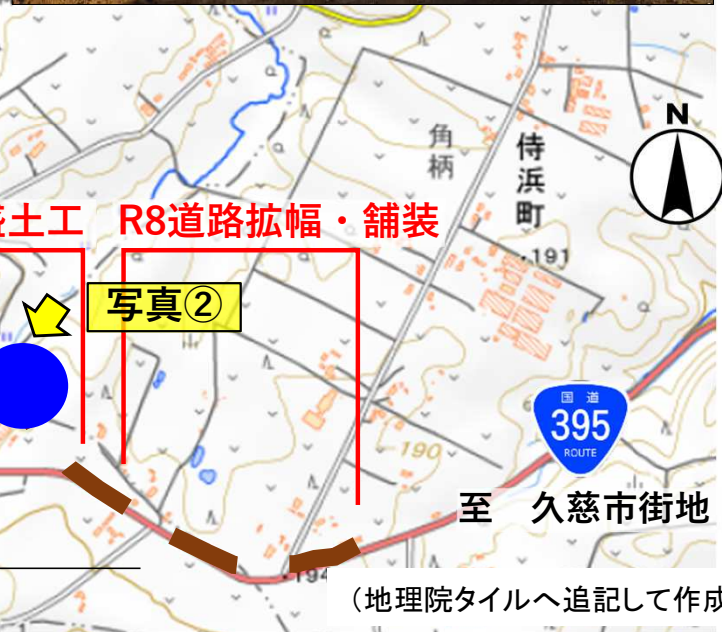 N
角柄
侍浜町
土工 R8道路拡幅・舗装
191
写真②
国道
395
ROUTE
190
至 久慈市街地
194
（地理院タイルへ追記して作成